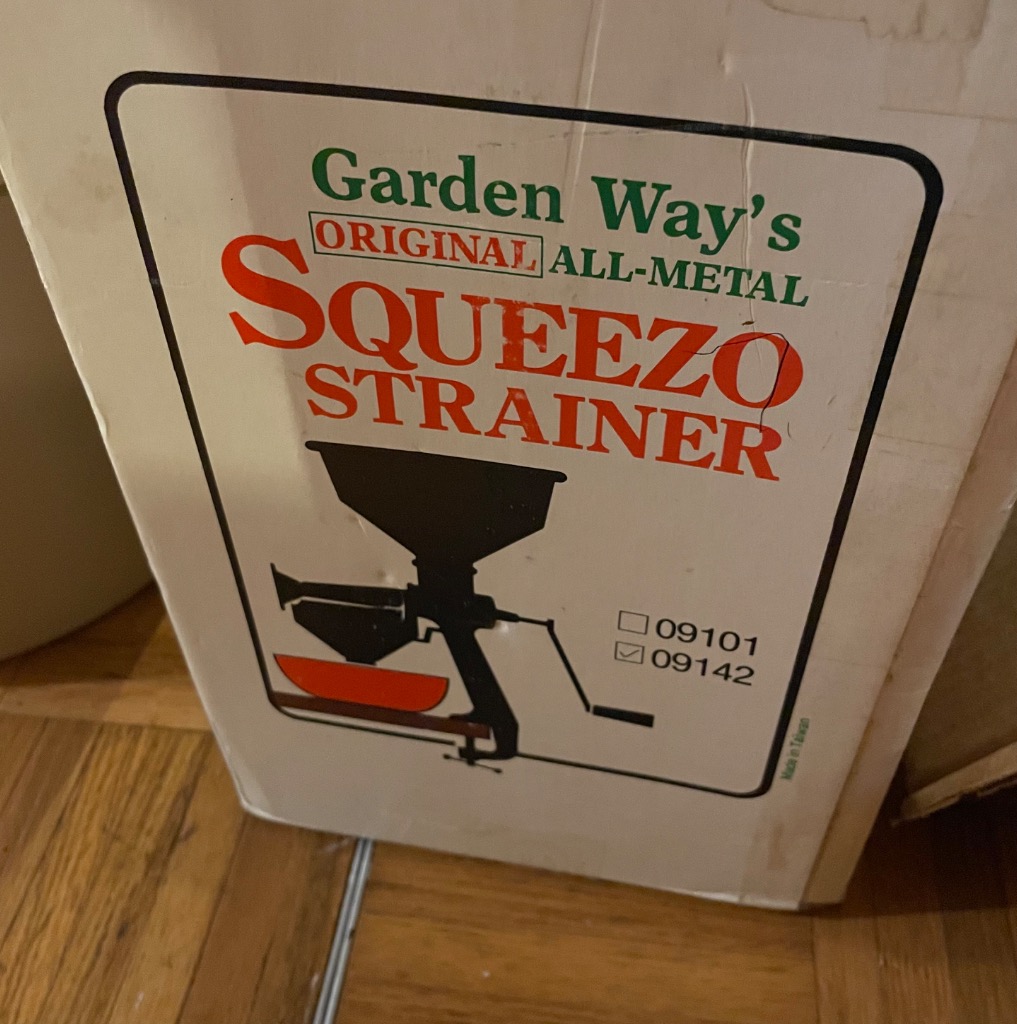 Garden Way's
ORIGINAL ALL-METAL
SQUEEZO
STRAINER
09101
09142
Made in Taiwan